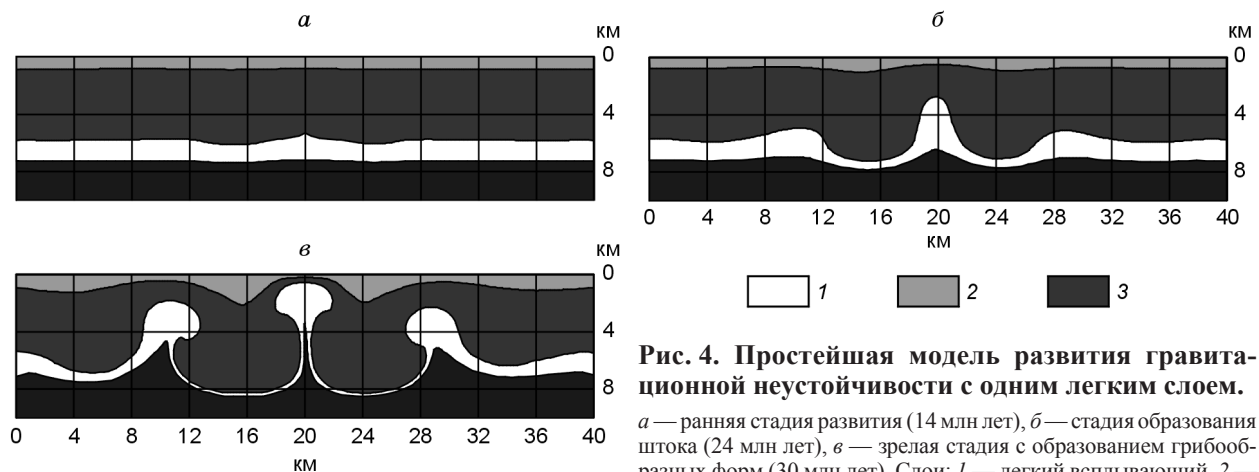 а
км
0
4
8
б
км
0
4
8
0 4 8 12 16 20 24 28 32 36 40
км
в
км
0
4
8
0 4 8 12 16 20 24 28 32 36 40
км
1 2 3
Рис. 4. Простейшая модель развития гравита-
ционной неустойчивости с одним легким слоем.
а — ранняя стадия развития (14 млн лет), б — стадия образования
штока (24 млн лет), в — зрелая стадия с образованием грибооб-
разных форм (30 млн лет). Слои: 1 — легкий всплывающий, 2 —